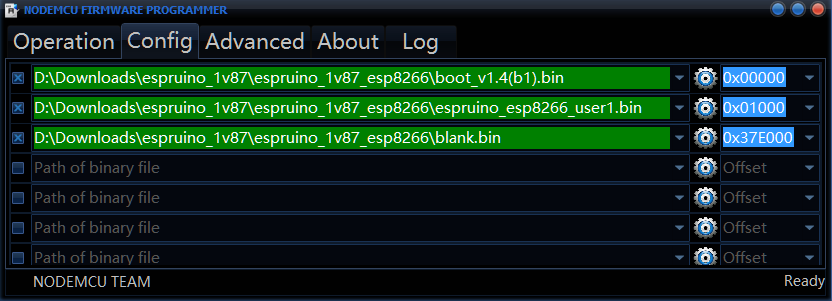 NODEMCU FIRMWARE PROGRAMMER
Operation Config Advanced About Log
D:\Downloads\espruino_1v87\espruino_1v87_esp8266\boot_v1.4(b1).bin 0x00000
D:\Downloads\espruino_1v87\espruino_1v87_esp8266\espruino_esp8266_user1.bin 0x01000
D:\Downloads\espruino_1v87\espruino_1v87_esp8266\blank.bin 0x37E000
Path of binary file Offset
Path of binary file Offset
Path of binary file Offset
Path of binary file Offset
NODEMCU TEAM Ready